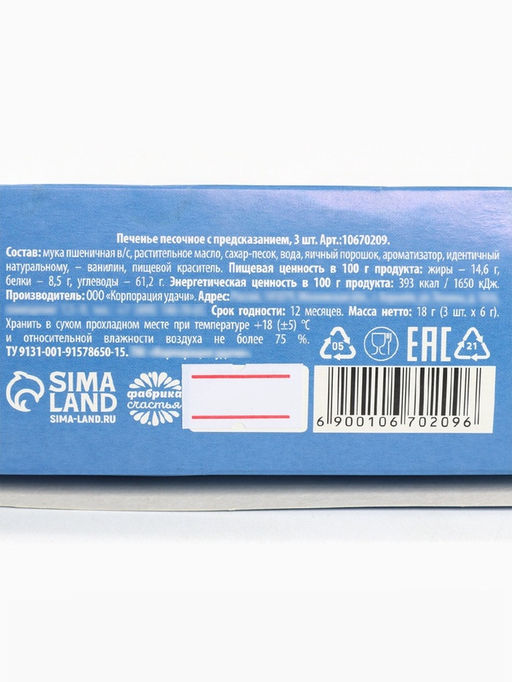 Печенье песочное с предсказанием, 3 шт. Арт.:10670209.
Состав: мука пшеничная в/с, растительное масло, сахар-песок, вода, яичный порошок, ароматизатор, идентичный
натуральному, – ванилин, пищевой краситель. Пищевая ценность в 100 г продукта: жиры – 14,6 г,
белки – 8,5 г, углеводы – 61,2 г. Энергетическая ценность в 100 г продукта: 393 ккал / 1650 кДж.
Производитель: ООО «Корпорация удачи». Адрес:
Срок годности: 12 месяцев. Масса нетто: 18 г (3 шт. х 6 г).
Хранить в сухом прохладном месте при температуре +18 (±5) °С
и относительной влажности воздуха не более 75 %.
ТУ 9131-001-91578650-15.
05
EAC
21
SIMA
LAND
SIMA-LAND.RU
фабрика
счастья
6900106702096